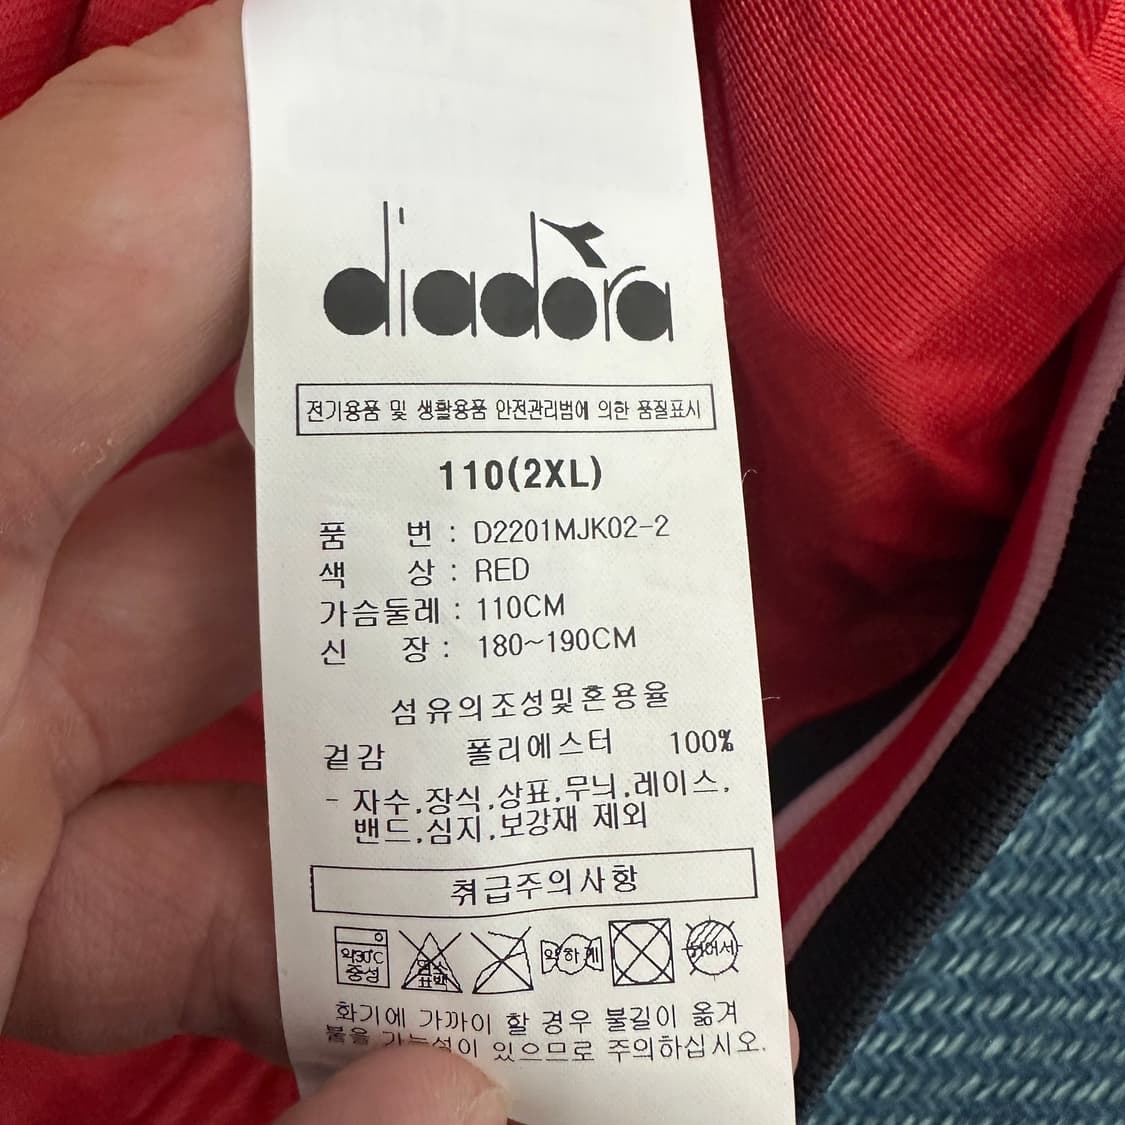 diadora
전기용품 및 생활용품 안전관리법에 의한 품질표시
110(2XL)
품 번 : D2201MJK02-2
색 상 : RED
가슴둘레 : 110CM
신 장 : 180~190CM
섬유의조성및혼용율
겉감 폴리에스터 100%
- 자수,장식,상표,무늬,레이스,
밴드,심지,보강재 제외
취급주의사항
약30℃
중성
염소
표백
약하게
화기에 가까이 할 경우 불길이 옮겨
붙을 가능성이 있으므로 주의하십시오.